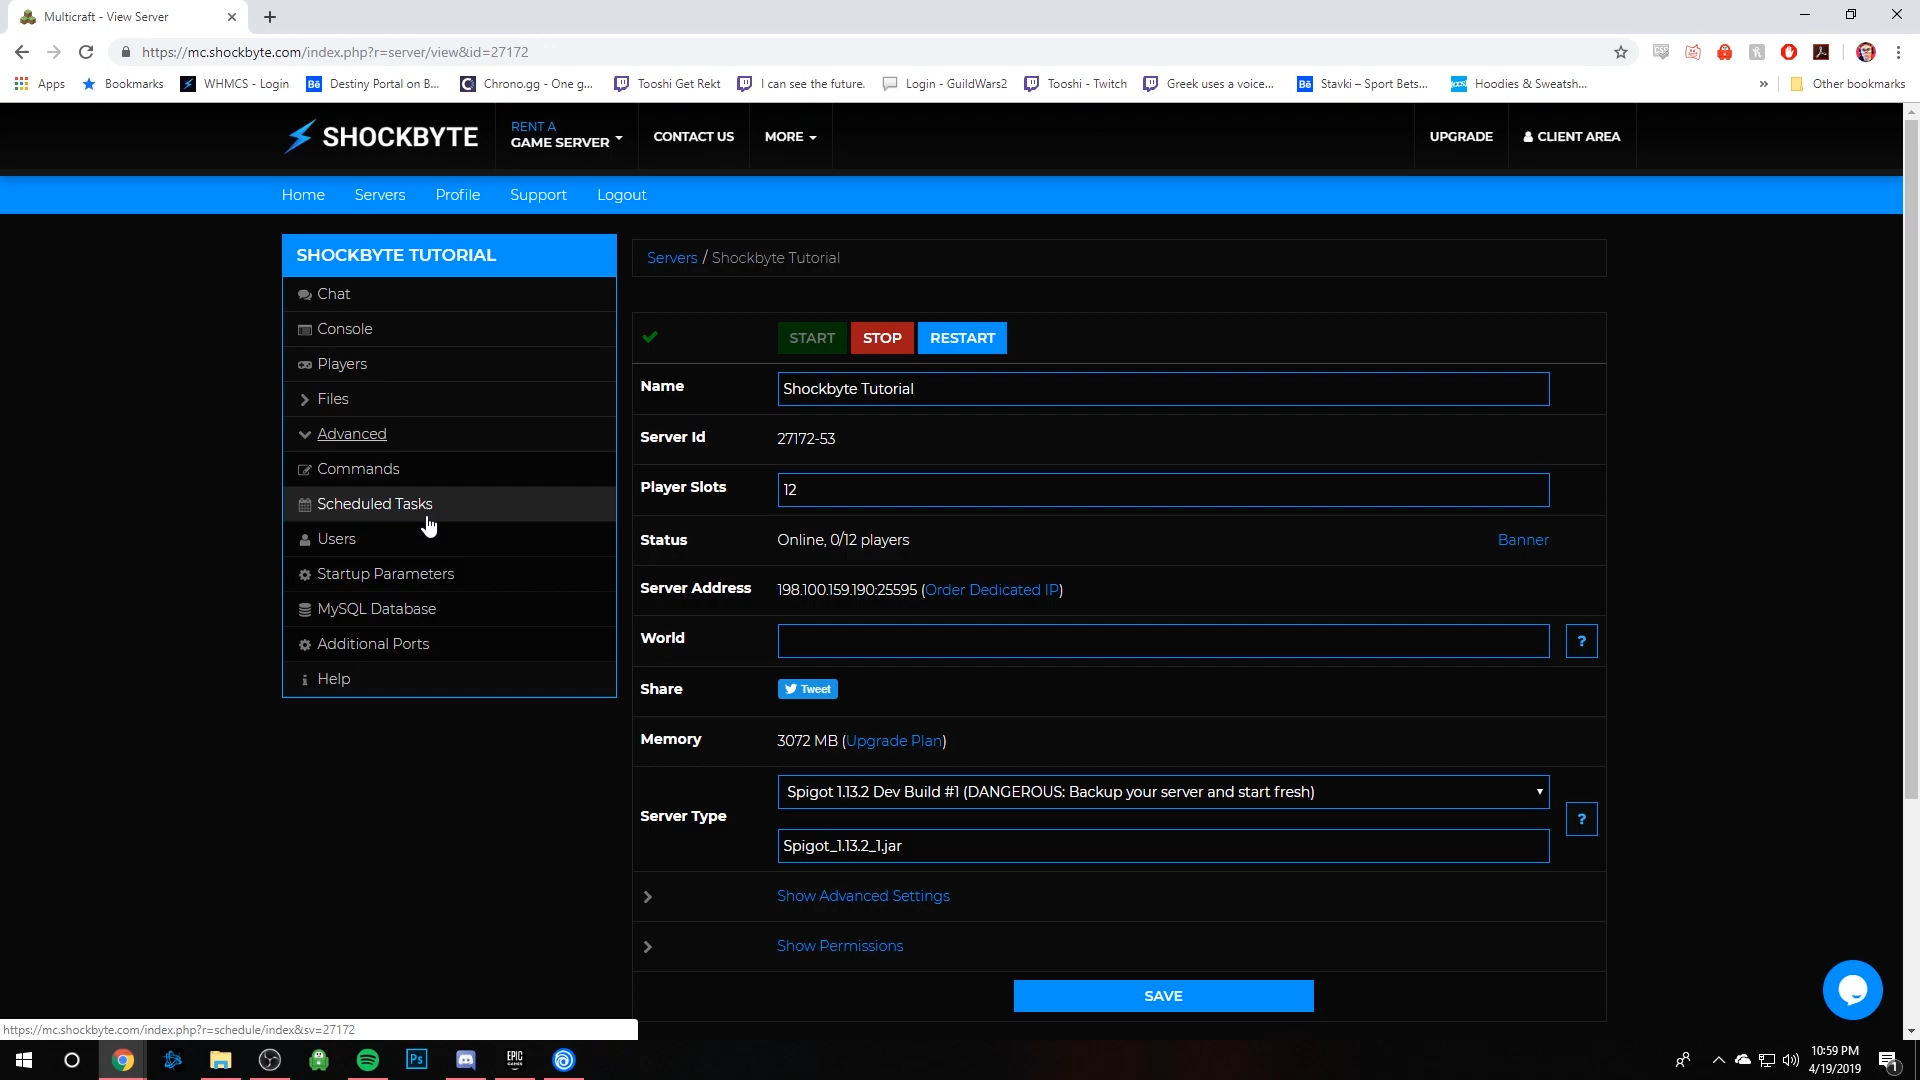 Multicraft - View Server
https://mc.shockbyte.com/index.php?r=server/view&id=27172
Apps
Bookmarks
WHMCS - Login
Bē Destiny Portal on B...
Chrono.gg - One g...
Tooshi Get Rekt
I can see the future.
Login - GuildWars2
Tooshi - Twitch
Greek uses a voice...
Bē Stavki – Sport Bets...
Hoodies & Sweatsh...
»
Other bookmarks
SHOCKBYTE
RENT A
GAME SERVER
CONTACT US
MORE
UPGRADE
CLIENT AREA
Home
Servers
Profile
Support
Logout
SHOCKBYTE TUTORIAL
Chat
Console
Players
Files
Advanced
Commands
Scheduled Tasks
Users
Startup Parameters
MySQL Database
Additional Ports
Help
Servers / Shockbyte Tutorial
START STOP RESTART
Name Shockbyte Tutorial
Server Id 27172-53
Player Slots 12
Status Online, 0/12 players Banner
Server Address 198.100.159.190:25595 (Order Dedicated IP)
World ?
Share Tweet
Memory 3072 MB (Upgrade Plan)
Spigot 1.13.2 Dev Build #1 (DANGEROUS: Backup your server and start fresh)
Server Type ?
Spigot_1.13.2_1.jar
Show Advanced Settings
Show Permissions
SAVE
https://mc.shockbyte.com/index.php?r=schedule/index&sv=27172
Ps
EPIC
GAMES
10:59 PM
4/19/2019
1